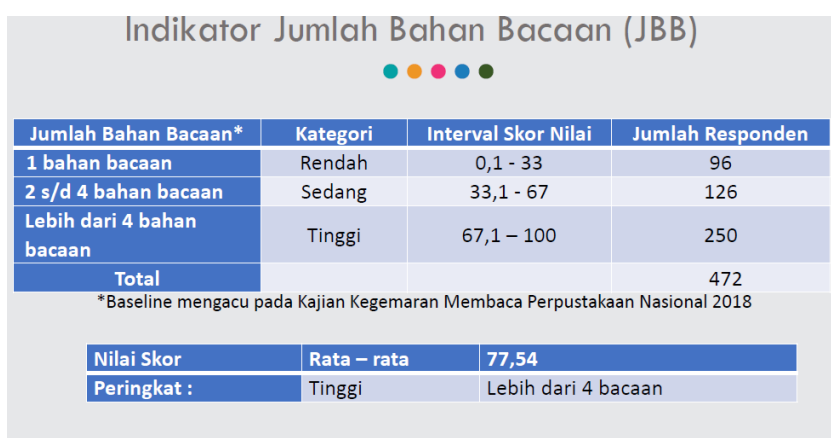 Indikator Jumlah Bahan Bacaan (JBB)
Jumlah Bahan Bacaan* Kategori Interval Skor Nilai Jumlah Responden
1 bahan bacaan Rendah 0,1 - 33 96
2 s/d 4 bahan bacaan Sedang 33,1 - 67 126
Lebih dari 4 bahan
bacaan Tinggi 67,1 – 100 250
Total 472
*Baseline mengacu pada Kajian Kegemaran Membaca Perpustakaan Nasional 2018
Nilai Skor Rata – rata 77,54
Peringkat : Tinggi Lebih dari 4 bacaan